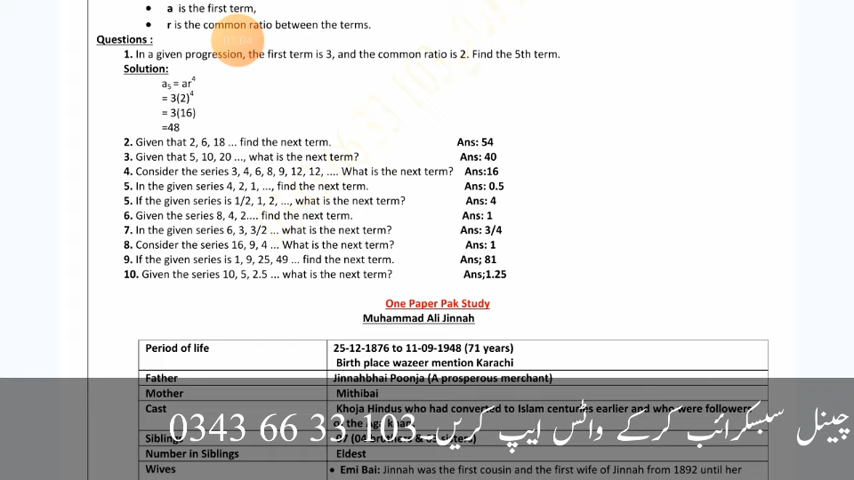 • a is the first term,
• r is the common ratio between the terms.
Questions :
1. In a given progression, the first term is 3, and the common ratio is 2. Find the 5th term.
Solution:
a₅ = ar⁴
= 3(2)⁴
= 3(16)
=48
2. Given that 2, 6, 18 ... find the next term. Ans: 54
3. Given that 5, 10, 20 ..., what is the next term? Ans: 40
4. Consider the series 3, 4, 6, 8, 9, 12, 12, .... What is the next term? Ans:16
5. In the given series 4, 2, 1, ..., find the next term. Ans: 0.5
5. If the given series is 1/2, 1, 2, ..., what is the next term? Ans: 4
6. Given the series 8, 4, 2.... find the next term. Ans: 1
7. In the given series 6, 3, 3/2 ... what is the next term? Ans: 3/4
8. Consider the series 16, 9, 4 ... What is the next term? Ans: 1
9. If the series is 1, 9, 25, 49 ... find the next term. Ans; 81
10. Given the series 10, 5, 2.5 ... what is the next term? Ans;1.25
One Paper Pak Study
Muhammad Ali Jinnah
Period of life 25-12-1876 to 11-09-1948 (71 years)
Birth place wazeer mention Karachi
Father Jinnahbhai Poonja (A prosperous merchant)
Mother Mithibai
Cast Khoja Hindus who had converted to Islam centuries earlier and who were followers
of the Aga khan
چینل سبسکرائب کرکے واٹس ایپ کریں۔ 0343 66 33 103
Siblings 07 (04 brothers & 03 sisters)
Number in Siblings Eldest
Wives • Emi Bai: Jinnah was the first cousin and the first wife of Jinnah from 1892 until her